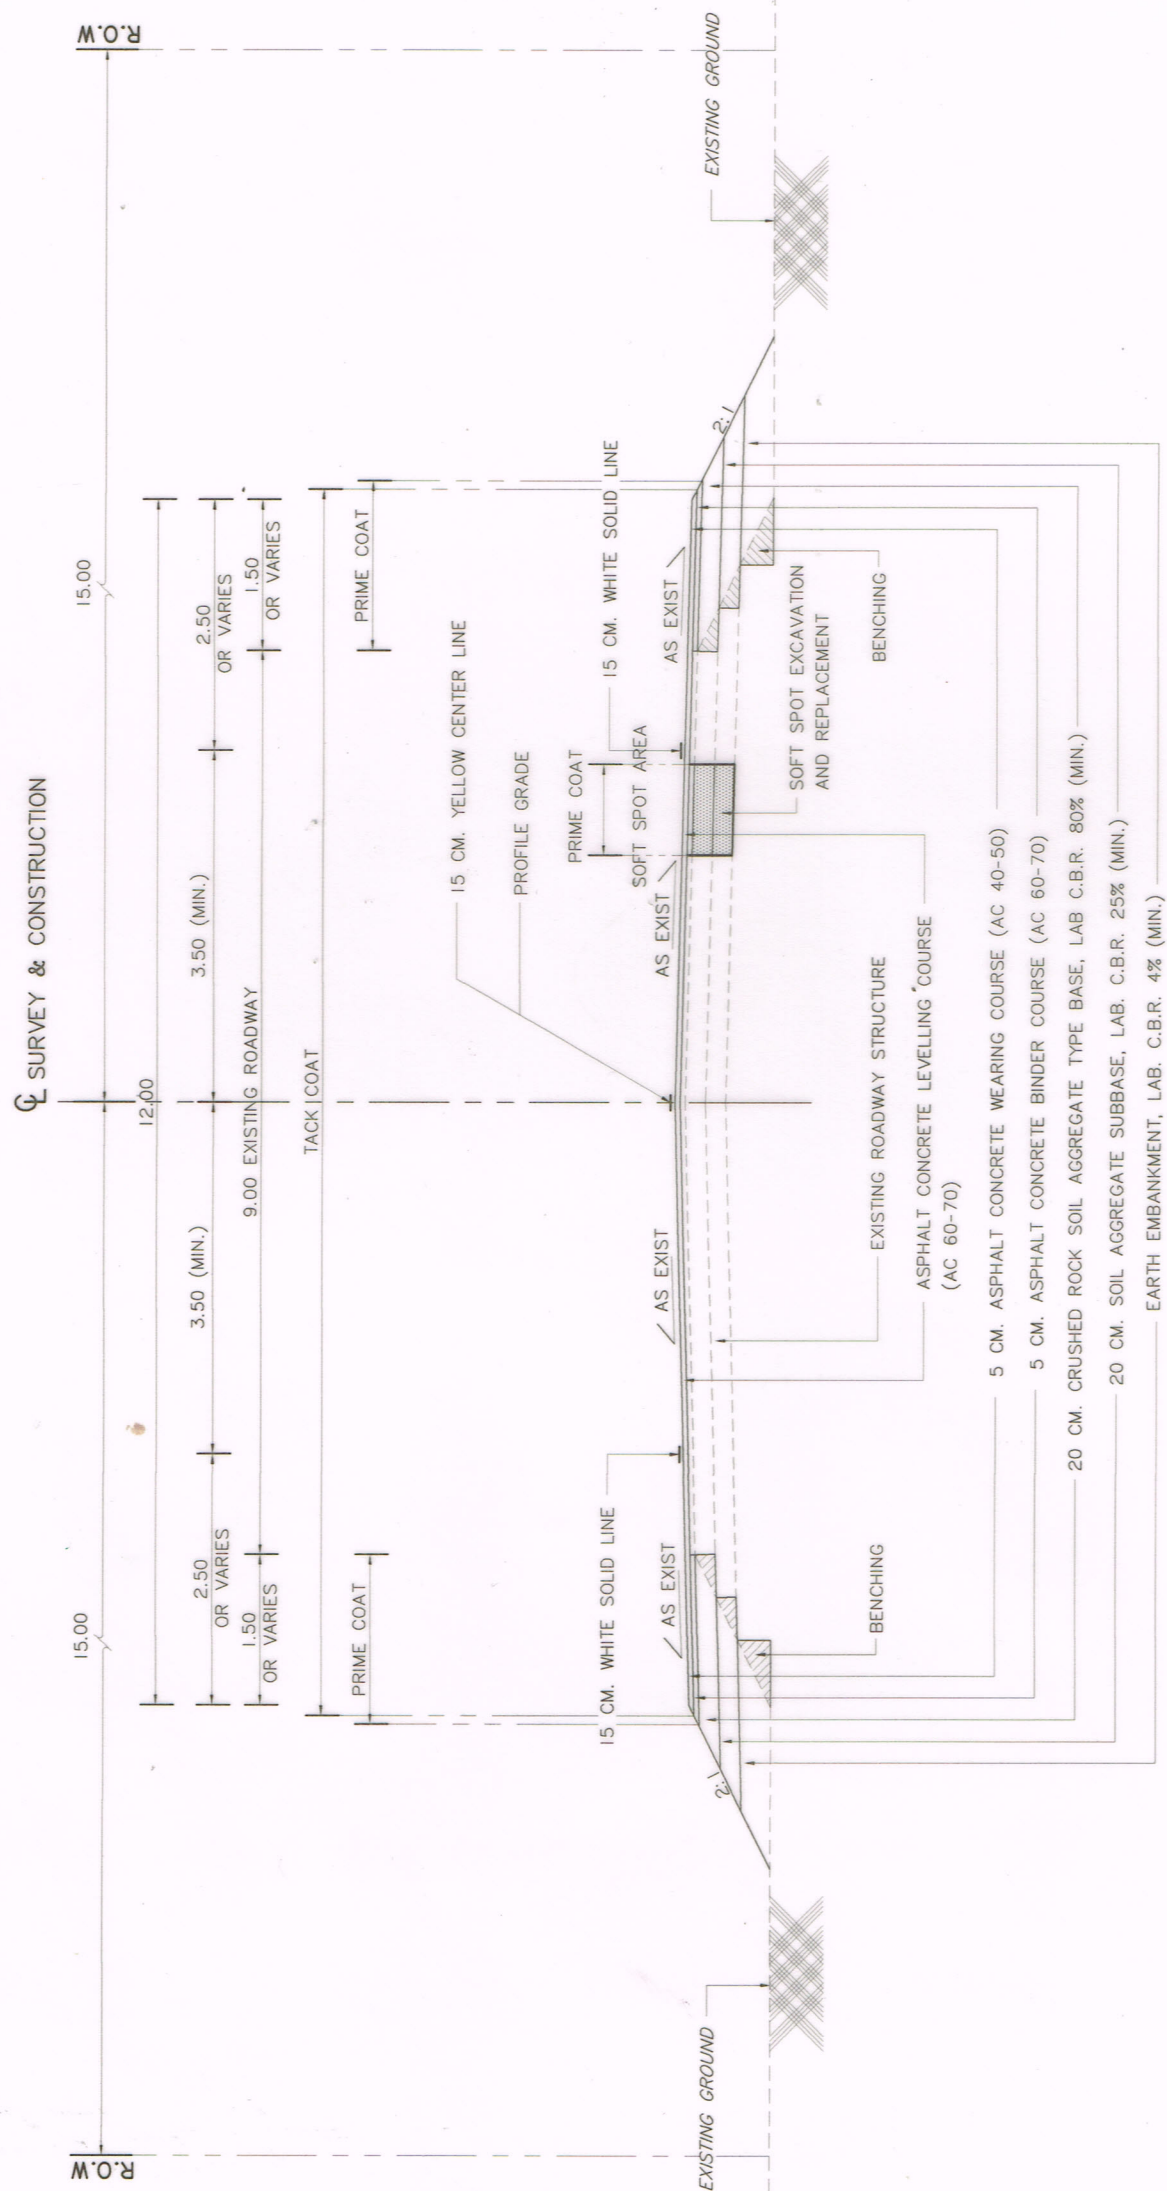 ℄ SURVEY & CONSTRUCTION
R.O.W
R.O.W
15.00
15.00
12.00
2.50
OR VARIES
3.50 (MIN.)
3.50 (MIN.)
2.50
OR VARIES
1.50
OR VARIES
9.00 EXISTING ROADWAY
1.50
OR VARIES
TACK COAT
PRIME COAT
PRIME COAT
15 CM. YELLOW CENTER LINE
PROFILE GRADE
PRIME COAT
15 CM. WHITE SOLID LINE
15 CM. WHITE SOLID LINE
SOFT SPOT AREA
AS EXIST
AS EXIST
AS EXIST
AS EXIST
EXISTING GROUND
EXISTING GROUND
2:1
2:1
SOFT SPOT EXCAVATION
AND REPLACEMENT
BENCHING
BENCHING
EXISTING ROADWAY STRUCTURE
ASPHALT CONCRETE LEVELLING COURSE
(AC 60-70)
5 CM. ASPHALT CONCRETE WEARING COURSE (AC 40-50)
5 CM. ASPHALT CONCRETE BINDER COURSE (AC 60-70)
20 CM. CRUSHED ROCK SOIL AGGREGATE TYPE BASE, LAB C.B.R. 80% (MIN.)
20 CM. SOIL AGGREGATE SUBBASE, LAB. C.B.R. 25% (MIN.)
EARTH EMBANKMENT, LAB. C.B.R. 4% (MIN.)